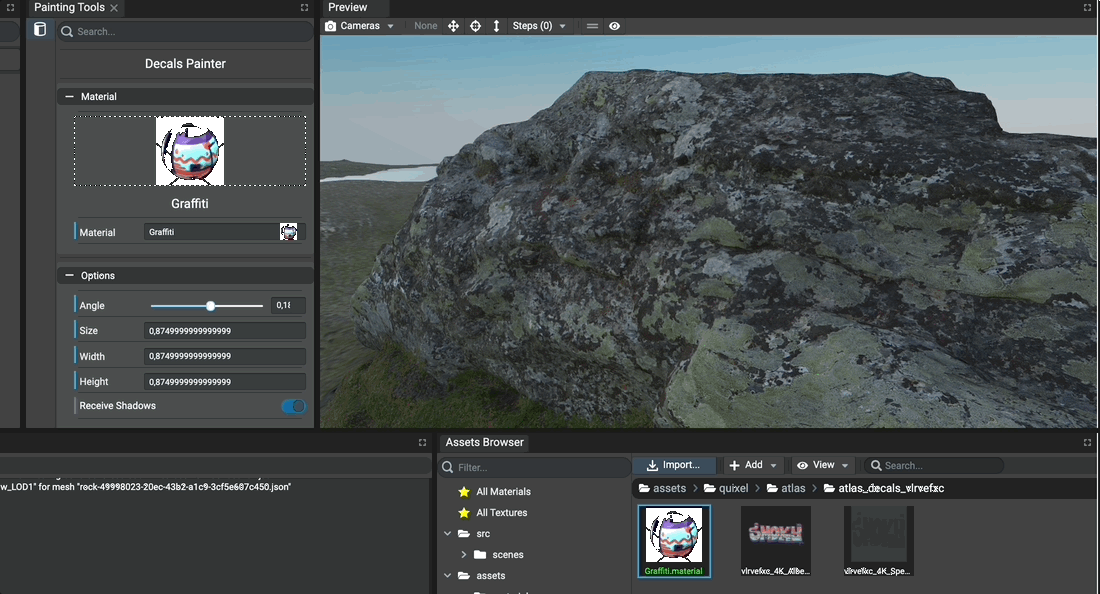 Painting Tools
Preview
Search...
Cameras
None
Steps (0)
Decals Painter
Material
Graffiti
Material
Graffiti
Options
Angle
0,18
Size
0,8749999999999999
Width
0,8749999999999999
Height
0,8749999999999999
Receive Shadows
Assets Browser
Filter...
Import...
Add
View
Search...
w_LOD1" for mesh "rock-49998023-20ec-43b2-a1c9-3cf5e607c450.json"
All Materials
All Textures
src
scenes
assets
assets
quixel
atlas
atlas_decals_vlrvefxc
Graffiti.material
SMOKY
vlrvefxc_4K_Albe...
vlrvefxc_4K_Spe...